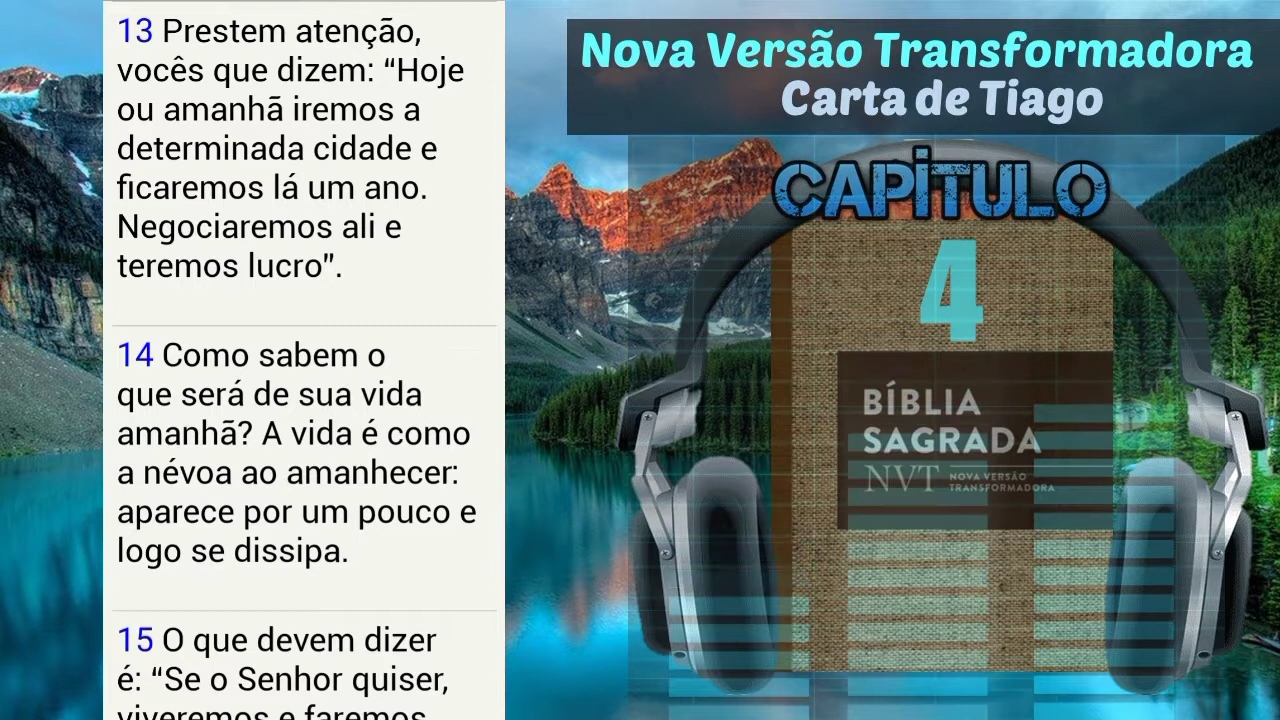 13 Prestem atenção,
vocês que dizem: “Hoje
ou amanhã iremos a
determinada cidade e
ficaremos lá um ano.
Negociaremos ali e
teremos lucro”.
14 Como sabem o
que será de sua vida
amanhã? A vida é como
a névoa ao amanhecer:
aparece por um pouco e
logo se dissipa.
15 O que devem dizer
é: “Se o Senhor quiser,
viveremos e faremos
Nova Versão Transformadora
Carta de Tiago
CAPÍTULO
4
BÍBLIA
SAGRADA
NVT NOVA VERSÃO
TRANSFORMADORA